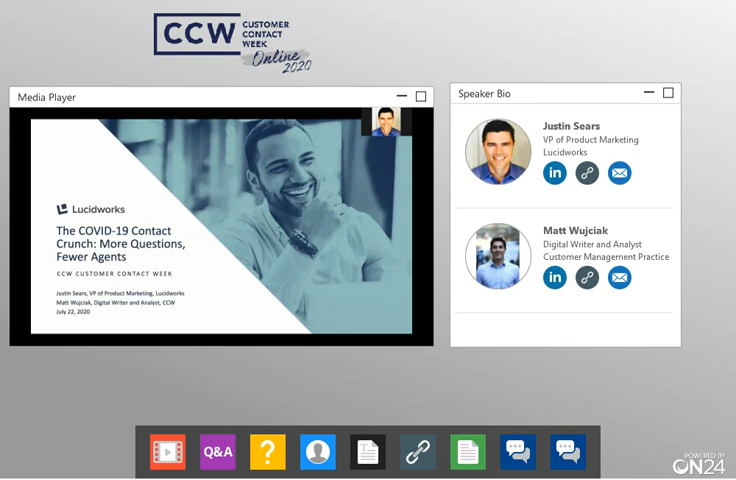 CCW CUSTOMER
CONTACT
WEEK
Online
2020
Media Player
Lucidworks
The COVID-19 Contact
Crunch: More Questions,
Fewer Agents
CCW CUSTOMER CONTACT WEEK
Justin Sears, VP of Product Marketing, Lucidworks
Matt Wujciak, Digital Writer and Analyst, CCW
July 22, 2020
Speaker Bio
Justin Sears
VP of Product Marketing
Lucidworks
in
Matt Wujciak
Digital Writer and Analyst
Customer Management Practice
in
Q&A
?
T
POWERED BY
ON24